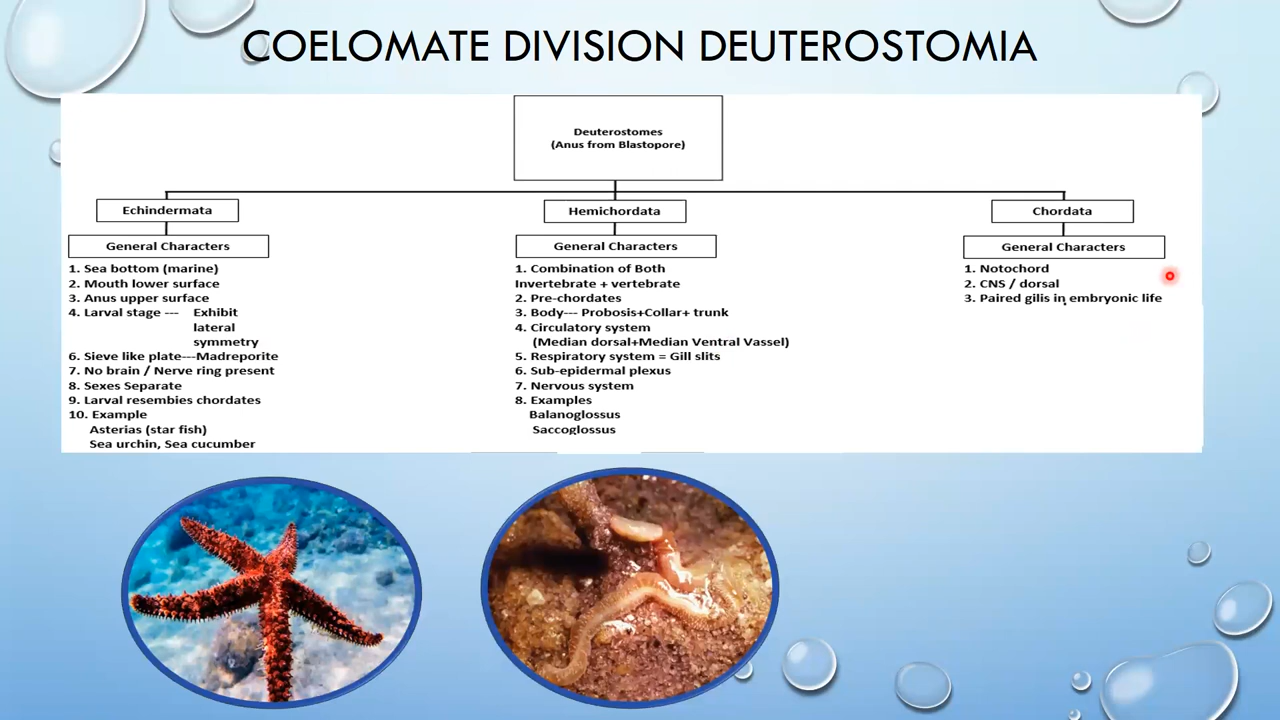 COELOMATE DIVISION DEUTEROSTOMIA
Deuterostomes
(Anus from Blastopore)
Echindermata
General Characters
1. Sea bottom (marine)
2. Mouth lower surface
3. Anus upper surface
4. Larval stage --- Exhibit
lateral
symmetry
6. Sieve like plate---Madreporite
7. No brain / Nerve ring present
8. Sexes Separate
9. Larval resembies chordates
10. Example
Asterias (star fish)
Sea urchin, Sea cucumber
Hemichordata
General Characters
1. Combination of Both
Invertebrate + vertebrate
2. Pre-chordates
3. Body--- Probosis+Collar+ trunk
4. Circulatory system
(Median dorsal+Median Ventral Vassel)
5. Respiratory system = Gill slits
6. Sub-epidermal plexus
7. Nervous system
8. Examples
Balanoglossus
Saccoglossus
Chordata
General Characters
1. Notochord
2. CNS / dorsal
3. Paired gilis in embryonic life